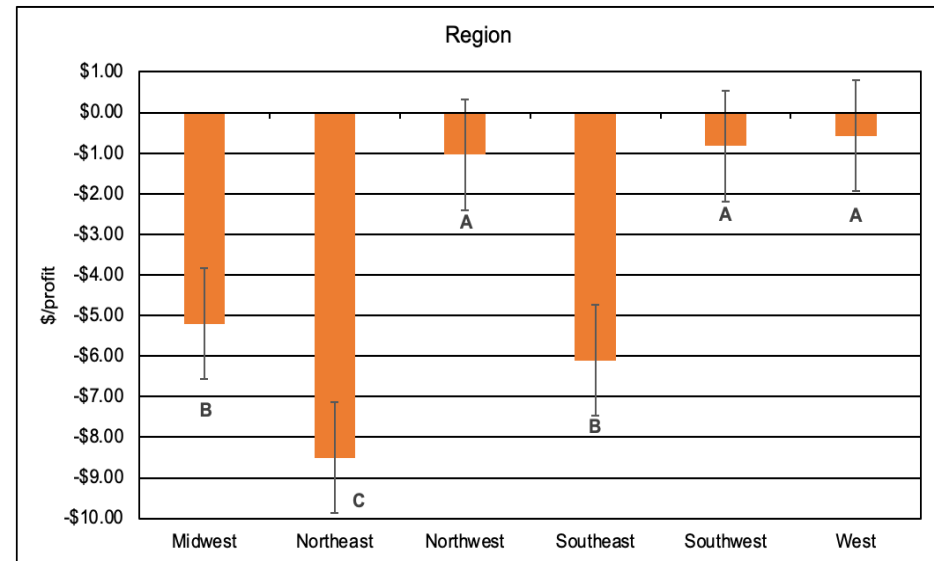 Region
$1.00
$0.00
-$1.00
-$2.00
-$3.00
-$4.00
-$5.00
-$6.00
-$7.00
-$8.00
-$9.00
-$10.00
$/profit
B
C
A
B
A
A
Midwest Northeast Northwest Southeast Southwest West